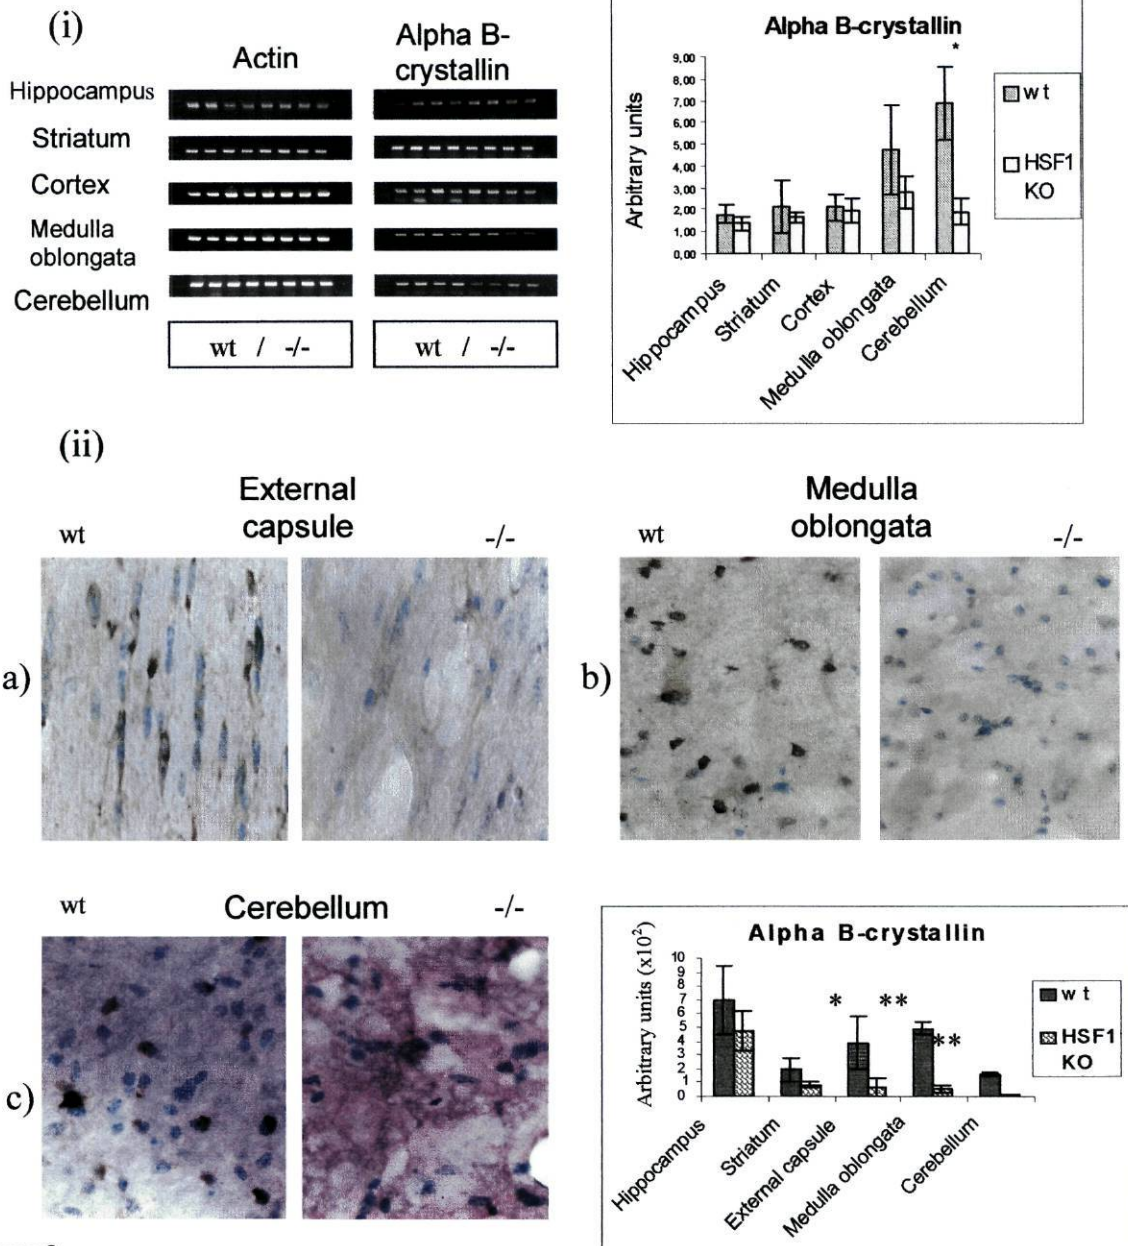 (i)
Actin
Alpha B-
crystallin
Hippocampus
Striatum
Cortex
Medulla
oblongata
Cerebellum
wt / -/-
wt / -/-
Alpha B-crystallin
*
Arbitrary units
9,00
8,00
7,00
6,00
5,00
4,00
3,00
2,00
1,00
0,00
Hippocampus
Striatum
Cortex
Medulla oblongata
Cerebellum
wt
HSF1
KO
(ii)
External
capsule
wt
-/-
a)
Medulla
oblongata
wt
-/-
b)
wt
Cerebellum
-/-
c)
Alpha B-crystallin
Arbitrary units (x10²)
10
9
8
7
6
5
4
3
2
1
0
*
**
**
Hippocampus
Striatum
External capsule
Medulla oblongata
Cerebellum
wt
HSF1
KO